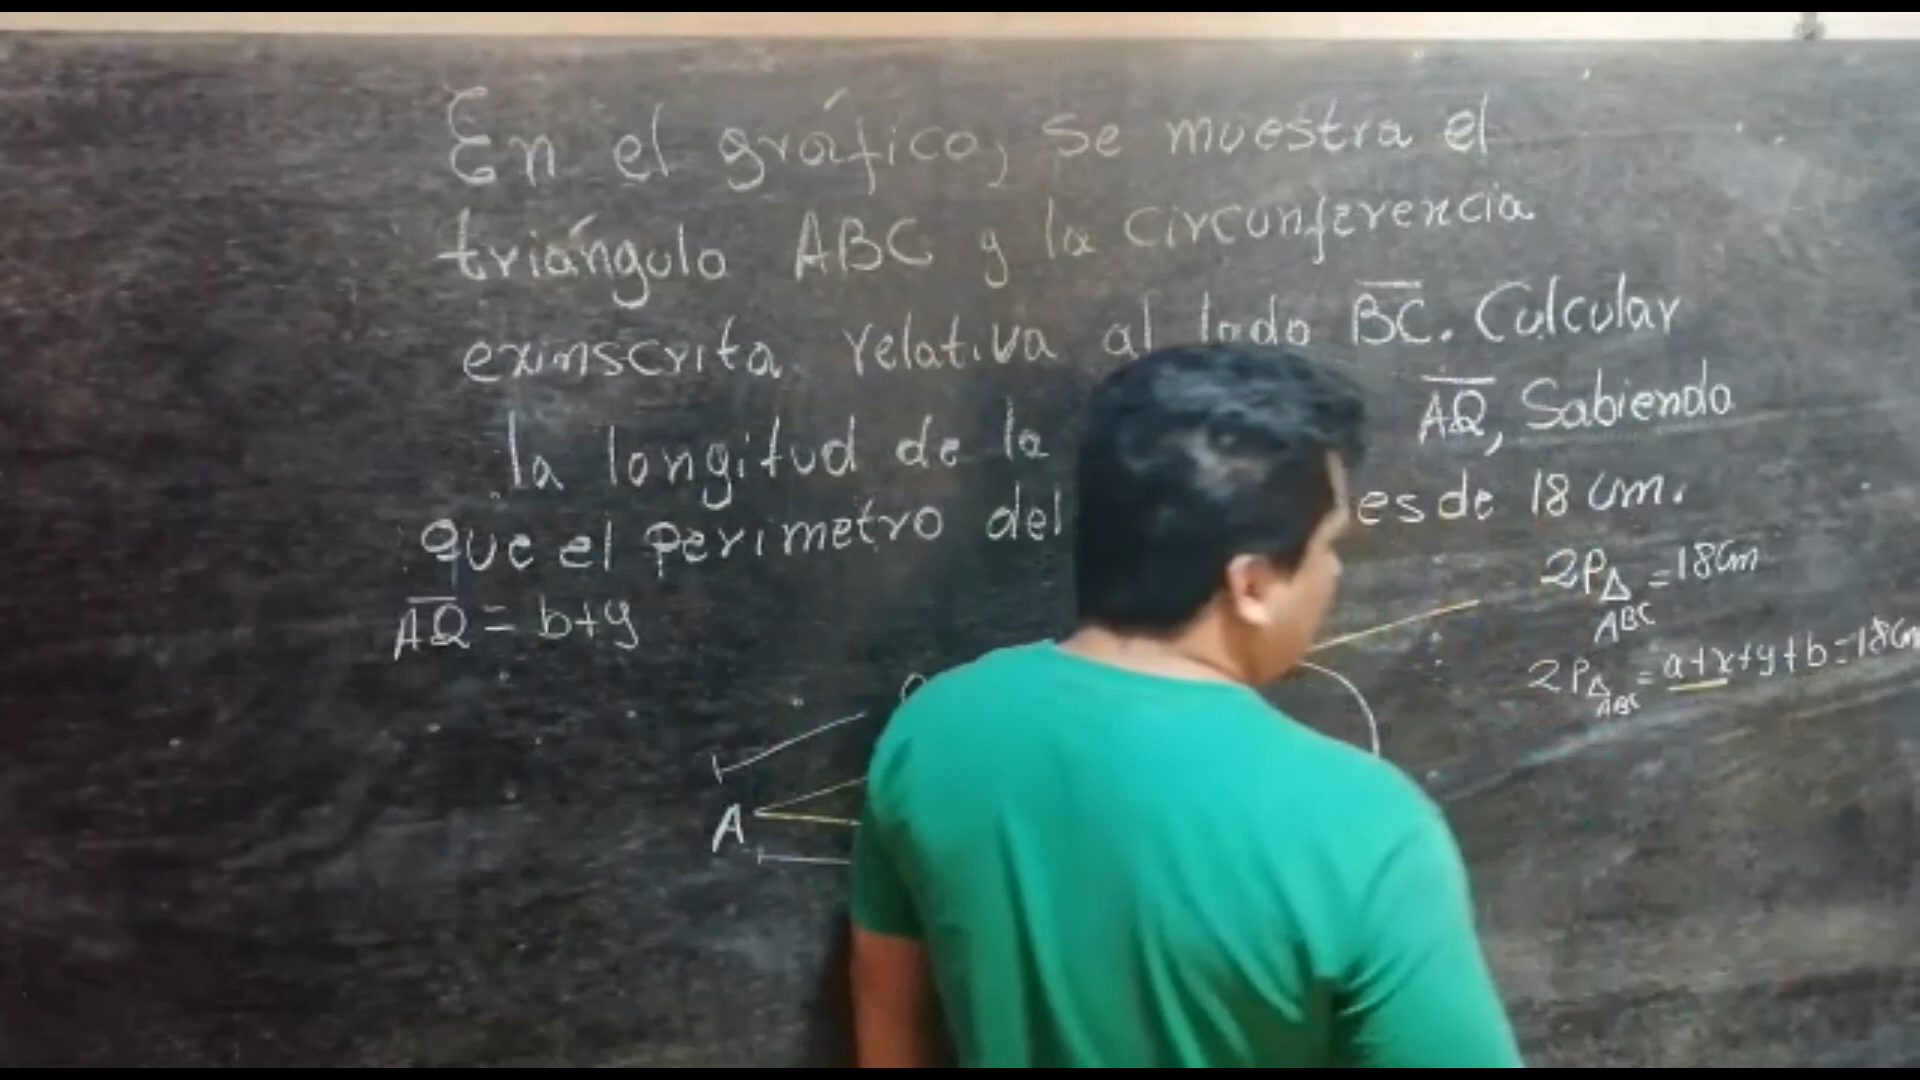 En el gráfico, se muestra el
triángulo ABC y la circunferencia
exinscrita relativa al lado BC. Calcular
la longitud de la AQ, Sabiendo
que el perimetro del es de 18 cm.
AQ = b+y
2P△ABC = 18cm
2P△ABC = a+x+y+b=18cm
A